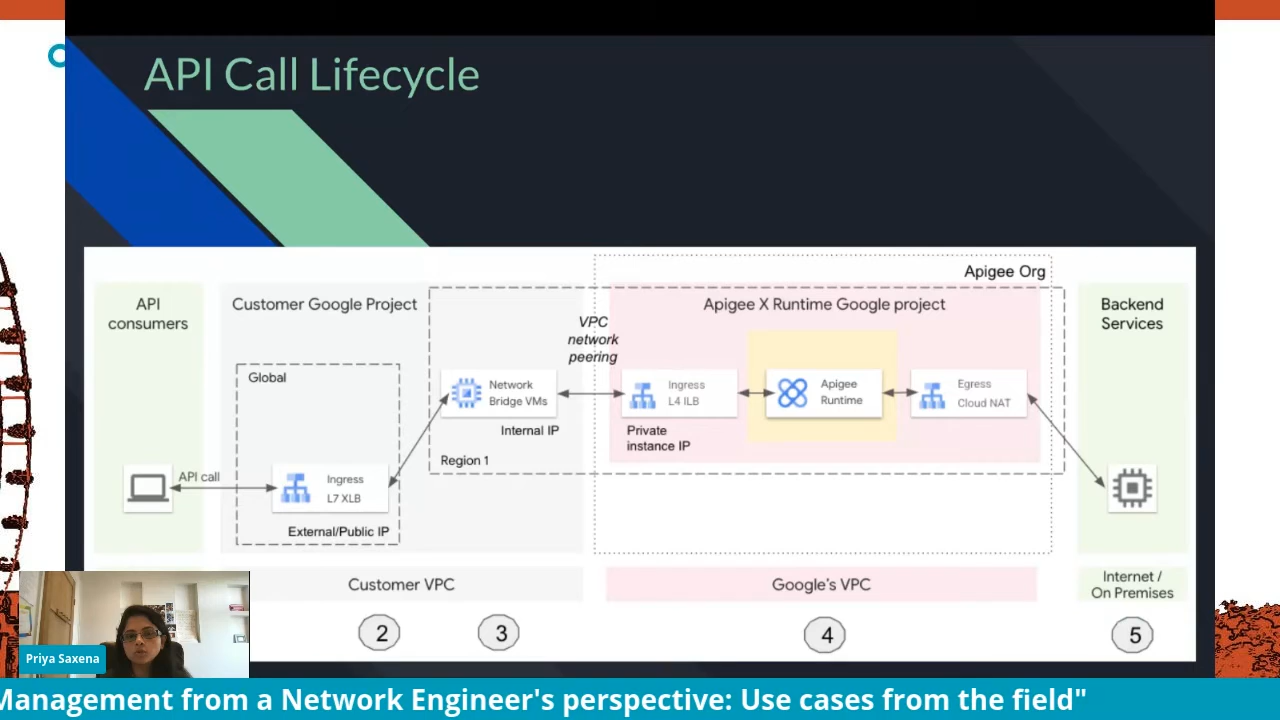 API Call Lifecycle
Apigee Org
API
consumers
Customer Google Project
VPC
network
peering
Apigee X Runtime Google project
Backend
Services
Global
Network
Bridge VMs
Internal IP
Ingress
L4 ILB
Private
instance IP
Apigee
Runtime
Egress
Cloud NAT
Region 1
API call
Ingress
L7 XLB
External/Public IP
Customer VPC
Google's VPC
Internet /
On Premises
2
3
4
5
Priya Saxena
Management from a Network Engineer's perspective: Use cases from the field"